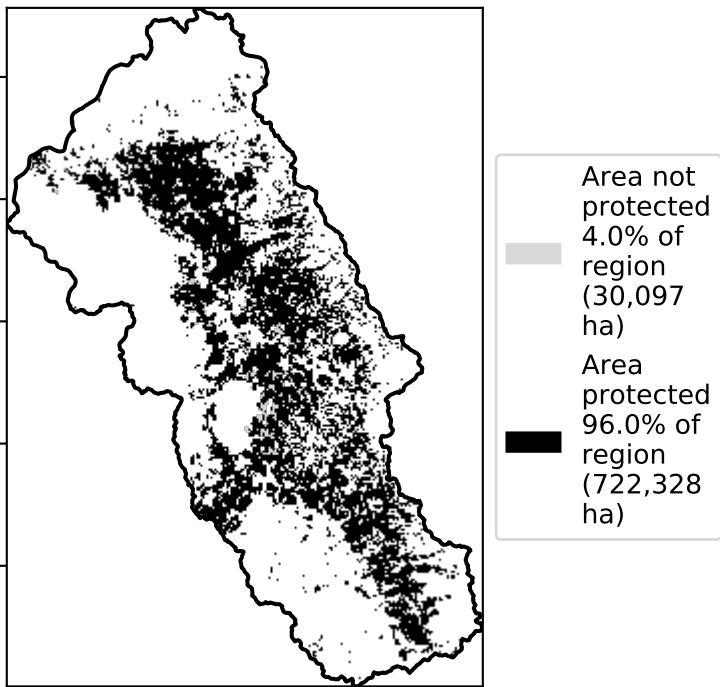 Area not
protected
4.0% of
region
(30,097
ha)
Area
protected
96.0% of
region
(722,328
ha)